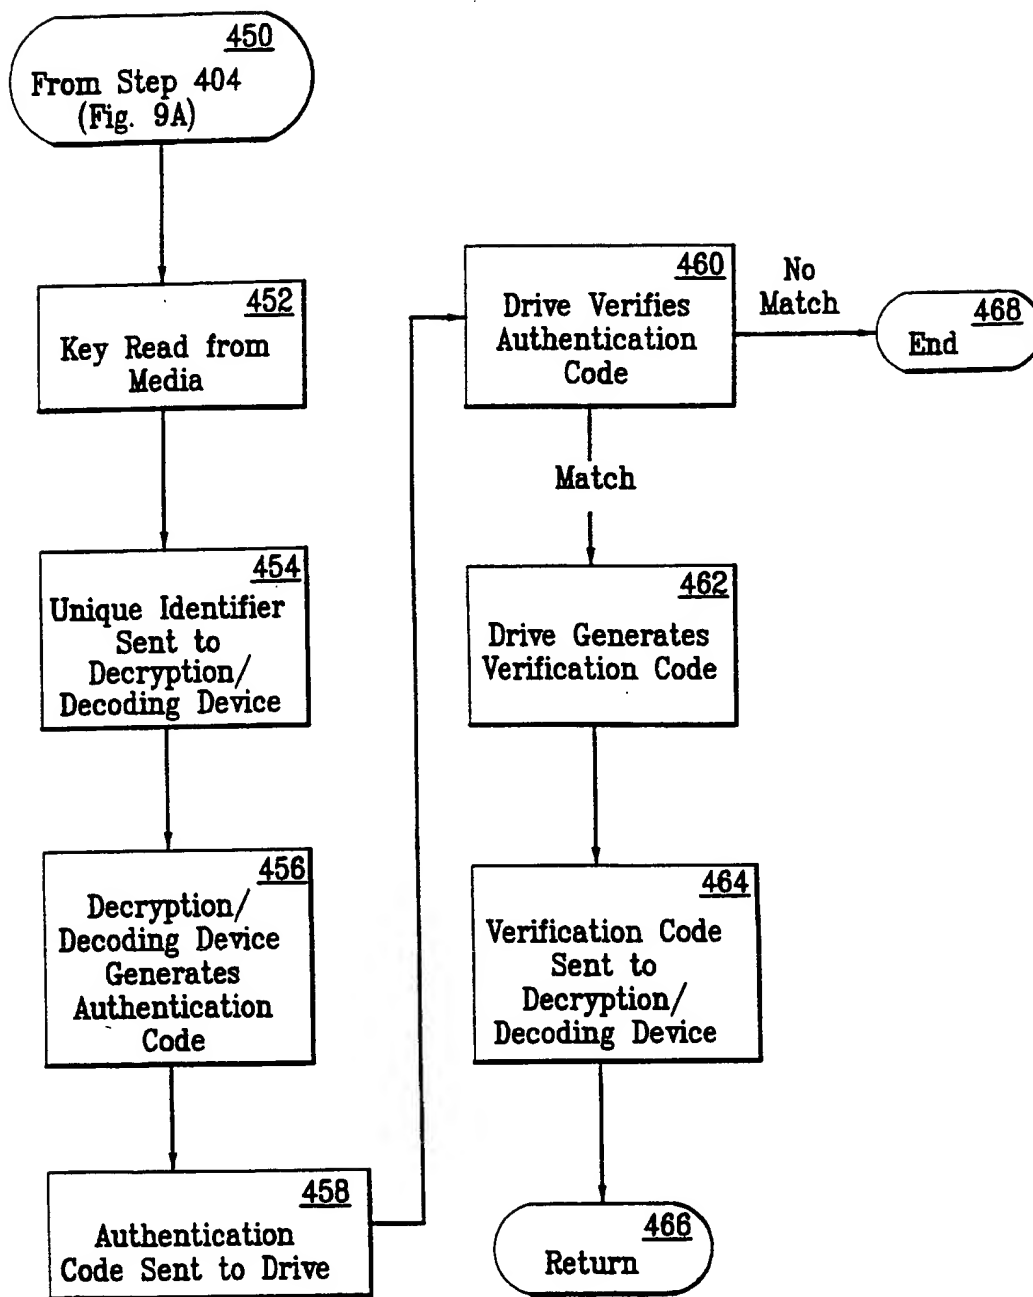 450
From Step 404
(Fig. 9A)
452
Key Read from
Media
454
Unique Identifier
Sent to
Decryption/
Decoding Device
456
Decryption/
Decoding Device
Generates
Authentication
Code
458
Authentication
Code Sent to Drive
460
Drive Verifies
Authentication
Code
No
Match
468
End
Match
462
Drive Generates
Verification Code
464
Verification Code
Sent to
Decryption/
Decoding Device
466
Return